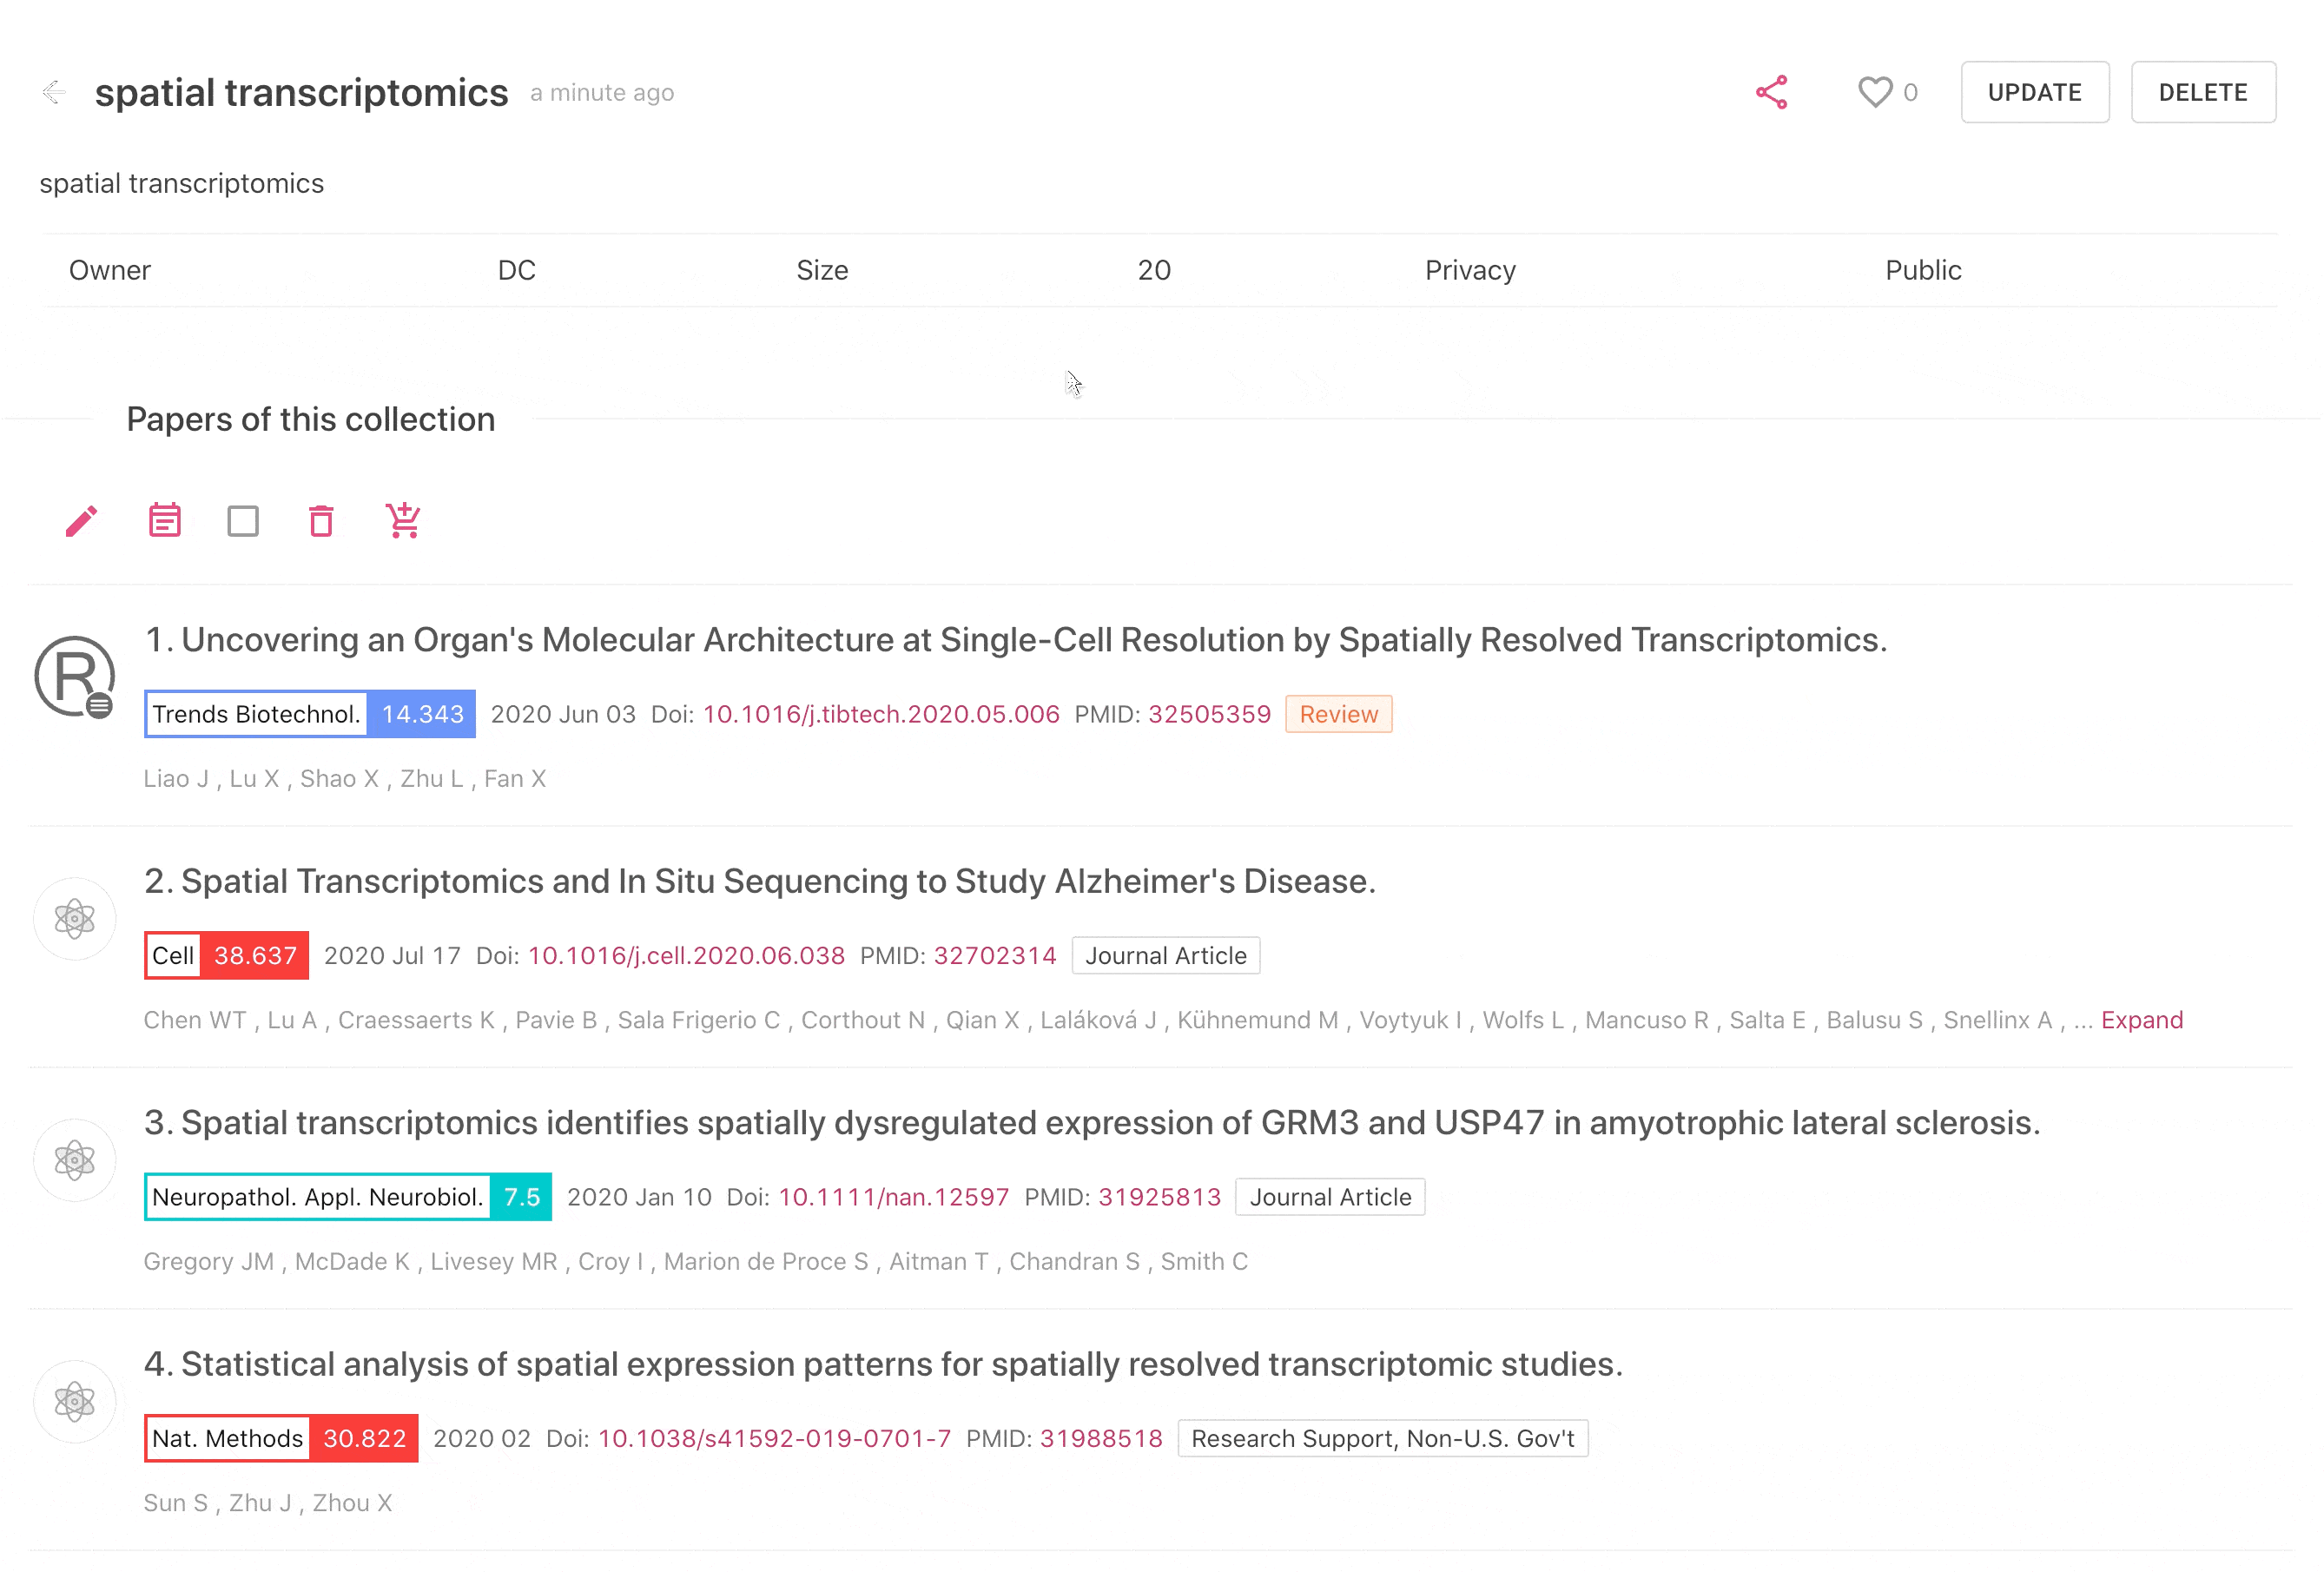 spatial transcriptomics a minute ago 0 UPDATE DELETE
spatial transcriptomics
Owner DC Size 20 Privacy Public
Papers of this collection
R
1. Uncovering an Organ's Molecular Architecture at Single-Cell Resolution by Spatially Resolved Transcriptomics.
Trends Biotechnol. 14.343 2020 Jun 03 Doi: 10.1016/j.tibtech.2020.05.006 PMID: 32505359 Review
Liao J , Lu X , Shao X , Zhu L , Fan X
2. Spatial Transcriptomics and In Situ Sequencing to Study Alzheimer's Disease.
Cell 38.637 2020 Jul 17 Doi: 10.1016/j.cell.2020.06.038 PMID: 32702314 Journal Article
Chen WT , Lu A , Craessaerts K , Pavie B , Sala Frigerio C , Corthout N , Qian X , Laláková J , Kühnemund M , Voytyuk I , Wolfs L , Mancuso R , Salta E , Balusu S , Snellinx A , ... Expand
3. Spatial transcriptomics identifies spatially dysregulated expression of GRM3 and USP47 in amyotrophic lateral sclerosis.
Neuropathol. Appl. Neurobiol. 7.5 2020 Jan 10 Doi: 10.1111/nan.12597 PMID: 31925813 Journal Article
Gregory JM , McDade K , Livesey MR , Croy I , Marion de Proce S , Aitman T , Chandran S , Smith C
4. Statistical analysis of spatial expression patterns for spatially resolved transcriptomic studies.
Nat. Methods 30.822 2020 02 Doi: 10.1038/s41592-019-0701-7 PMID: 31988518 Research Support, Non-U.S. Gov't
Sun S , Zhu J , Zhou X